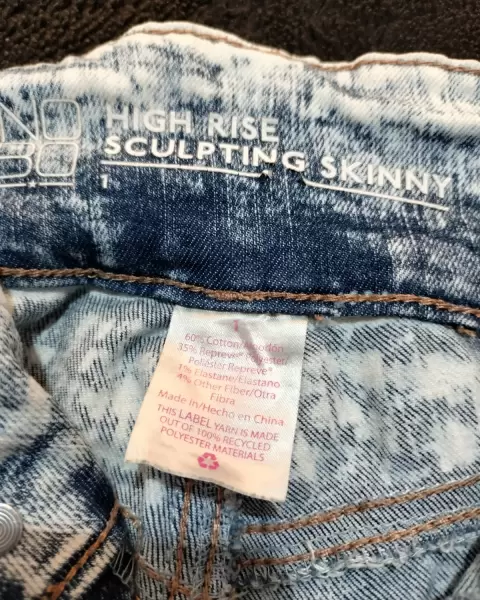 NO
BO
HIGH RISE
SCULPTING SKINNY
1
1
60% Cotton/Algodón
35% Repreve® Polyester/
Poliéster Repreve®
1% Elastane/Elastano
4% Other Fiber/Otra
Fibra
Made in/Hecho en China
THIS LABEL YARN IS MADE
OUT OF 100% RECYCLED
POLYESTER MATERIALS